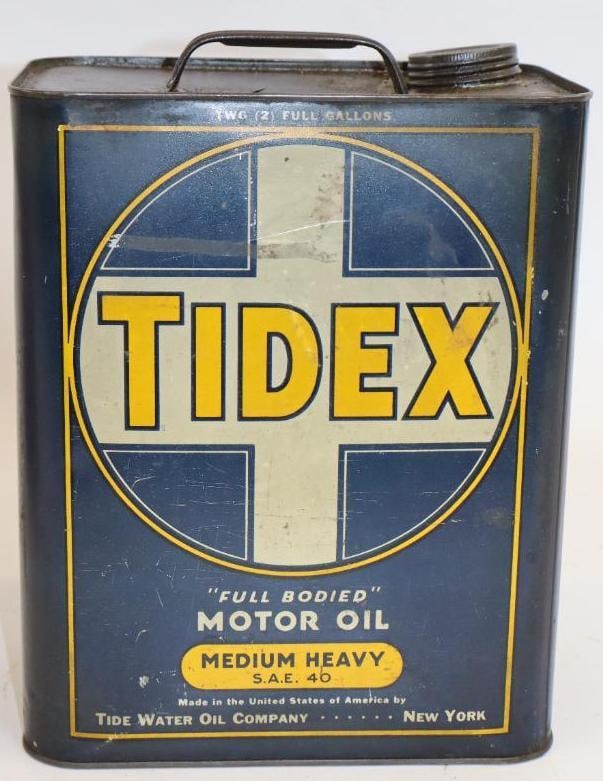 TWO (2) FULL GALLONS
TIDEX
"FULL BODIED"
MOTOR OIL
MEDIUM HEAVY
S.A.E. 40
Made in the United States of America by
TIDE WATER OIL COMPANY · · · · · · NEW YORK